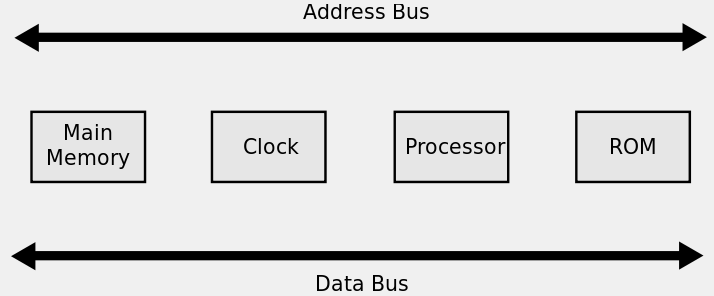 Address Bus
Main
Memory
Clock
Processor
ROM
Data Bus